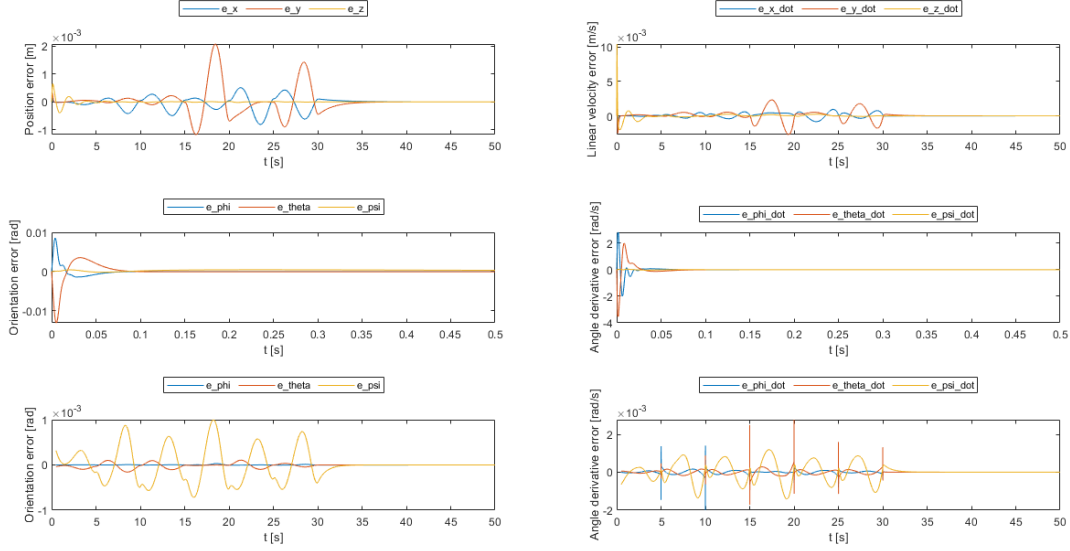 e_x e_y e_z
×10^-3
Position error [m]
2
1
0
-1
0 5 10 15 20 25 30 35 40 45 50
t [s]
e_x_dot e_y_dot e_z_dot
×10^-3
Linear velocity error [m/s]
10
5
0
0 5 10 15 20 25 30 35 40 45 50
t [s]
e_phi e_theta e_psi
Orientation error [rad]
0.01
0
-0.01
0 0.05 0.1 0.15 0.2 0.25 0.3 0.35 0.4 0.45 0.5
t [s]
e_phi_dot e_theta_dot e_psi_dot
Angle derivative error [rad/s]
2
0
-2
-4
0 0.05 0.1 0.15 0.2 0.25 0.3 0.35 0.4 0.45 0.5
t [s]
e_phi e_theta e_psi
×10^-3
Orientation error [rad]
1
0
-1
0 5 10 15 20 25 30 35 40 45 50
t [s]
e_phi_dot e_theta_dot e_psi_dot
×10^-3
Angle derivative error [rad/s]
2
0
-2
0 5 10 15 20 25 30 35 40 45 50
t [s]